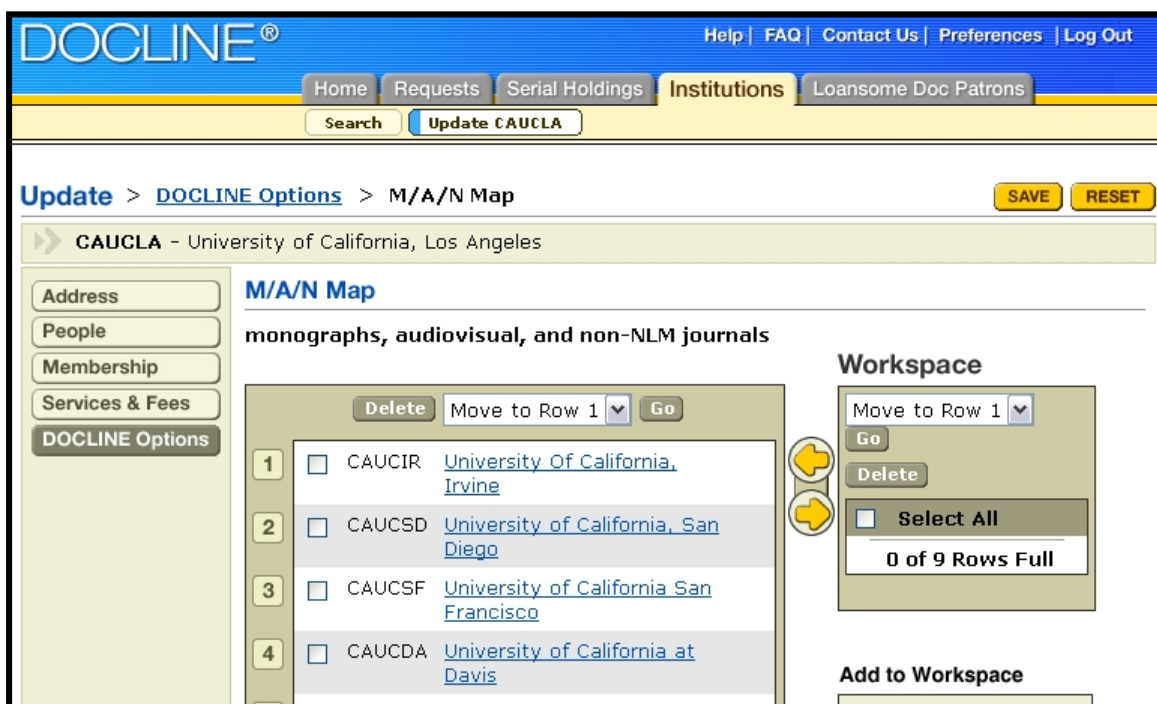 DOCLINE®
Help | FAQ | Contact Us | Preferences | Log Out
Home Requests Serial Holdings Institutions Loansome Doc Patrons
Search Update CAUCLA
Update > DOCLINE Options > M/A/N Map
SAVE RESET
CAUCLA - University of California, Los Angeles
Address
People
Membership
Services & Fees
DOCLINE Options
M/A/N Map
monographs, audiovisual, and non-NLM journals
Delete Move to Row 1 Go
1 CAUCIR University Of California,
Irvine
2 CAUCSD University of California, San
Diego
3 CAUCSF University of California San
Francisco
4 CAUCDA University of California at
Davis
Workspace
Move to Row 1
Go
Delete
Select All
0 of 9 Rows Full
Add to Workspace